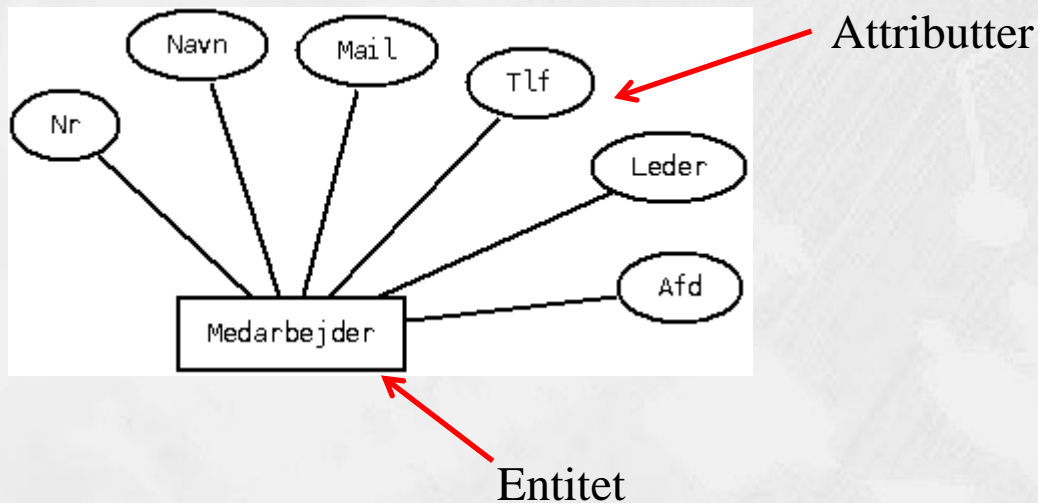 Attributter
Navn
Mail
Tlf
Nr
Leder
Afd
Medarbejder
Entitet